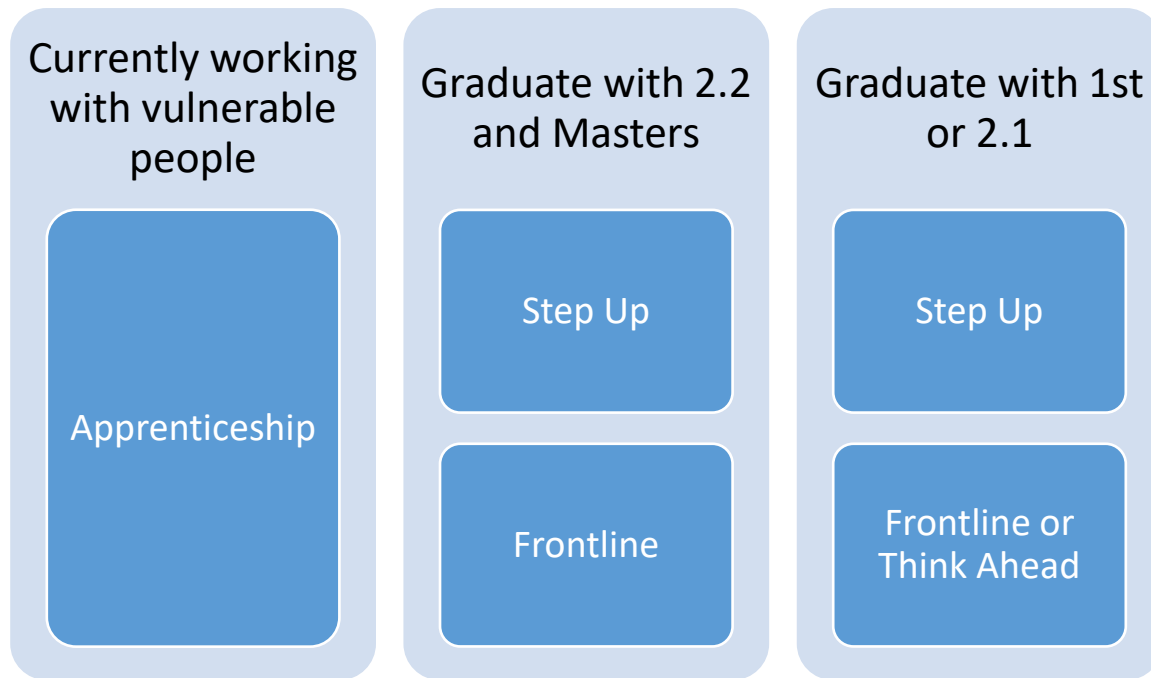 Currently working
with vulnerable
people
Apprenticeship
Graduate with 2.2
and Masters
Step Up
Frontline
Graduate with 1st
or 2.1
Step Up
Frontline or
Think Ahead